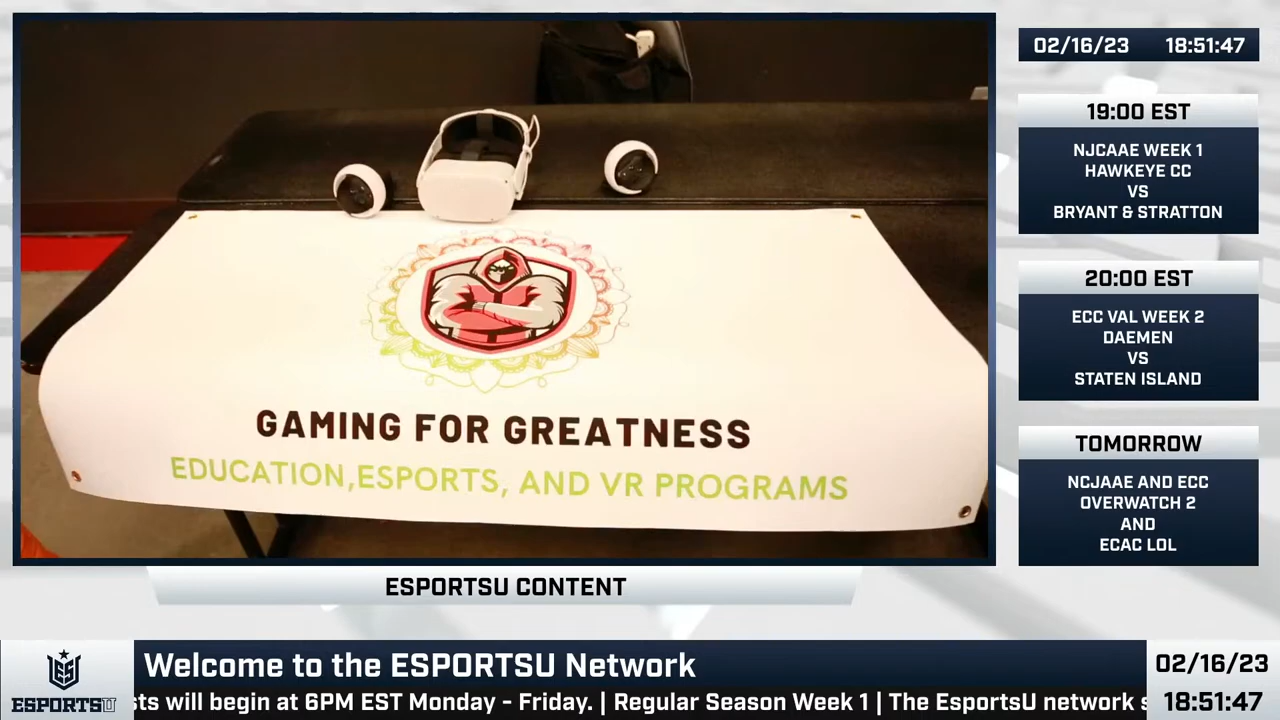 02/16/23 18:51:47
19:00 EST
NJCAAE WEEK 1
HAWKEYE CC
VS
BRYANT & STRATTON
20:00 EST
ECC VAL WEEK 2
DAEMEN
VS
STATEN ISLAND
TOMORROW
NCJAAE AND ECC
OVERWATCH 2
AND
ECAC LOL
GAMING FOR GREATNESS
EDUCATION,ESPORTS, AND VR PROGRAMS
ESPORTSU CONTENT
ESPORTSU
Welcome to the ESPORTSU Network
sts will begin at 6PM EST Monday - Friday. | Regular Season Week 1 | The EsportsU network s
02/16/23
18:51:47